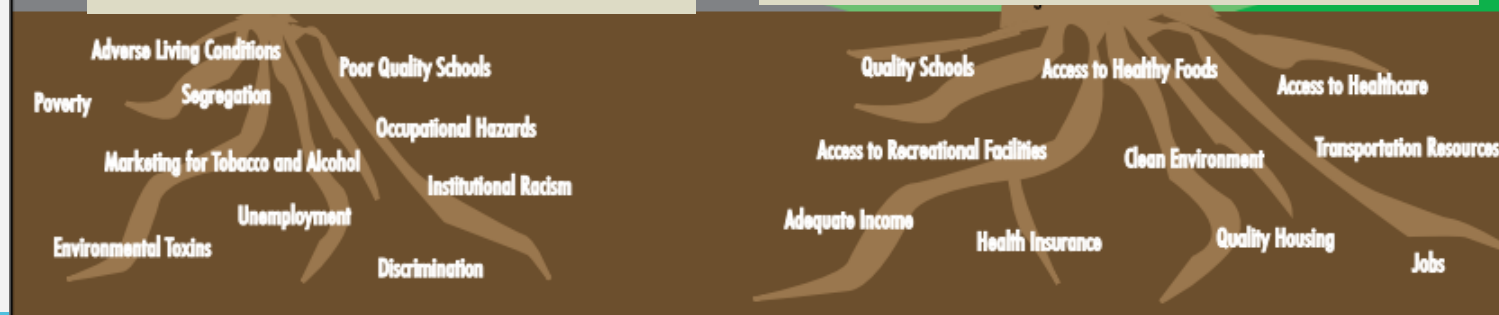 Adverse Living Conditions
Poor Quality Schools
Poverty
Segregation
Occupational Hazards
Marketing for Tobacco and Alcohol
Institutional Racism
Unemployment
Environmental Toxins
Discrimination
Quality Schools
Access to Healthy Foods
Access to Healthcare
Access to Recreational Facilities
Clean Environment
Transportation Resources
Adequate Income
Health Insurance
Quality Housing
Jobs